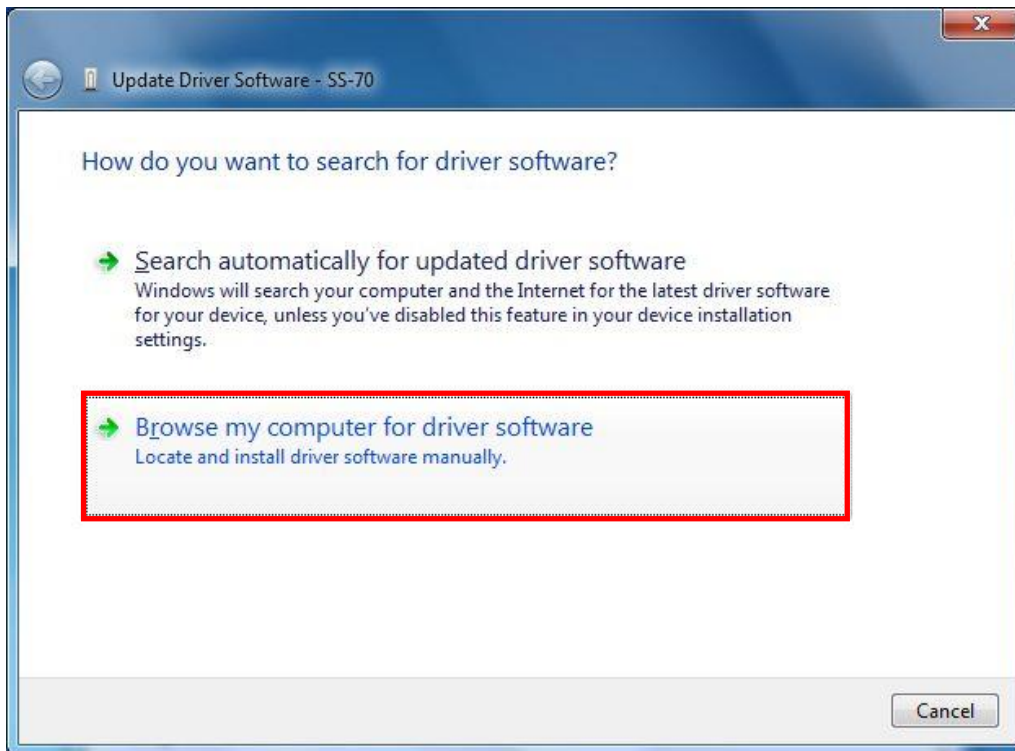 Update Driver Software - SS-70
How do you want to search for driver software?
Search automatically for updated driver software
Windows will search your computer and the Internet for the latest driver software
for your device, unless you've disabled this feature in your device installation
settings.
Browse my computer for driver software
Locate and install driver software manually.
Cancel